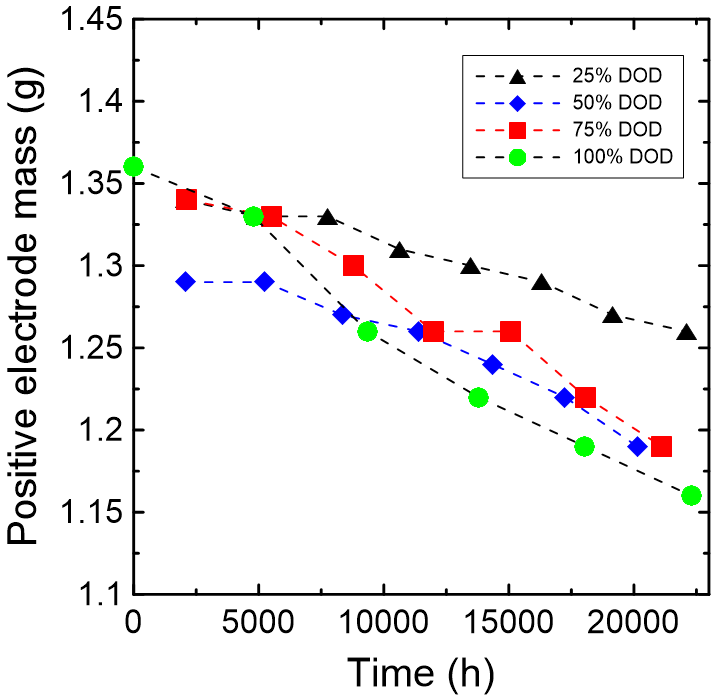 1.45
1.4
1.35
1.3
1.25
1.2
1.15
1.1
Positive electrode mass (g)
25% DOD
50% DOD
75% DOD
100% DOD
0
5000
10000
15000
20000
Time (h)